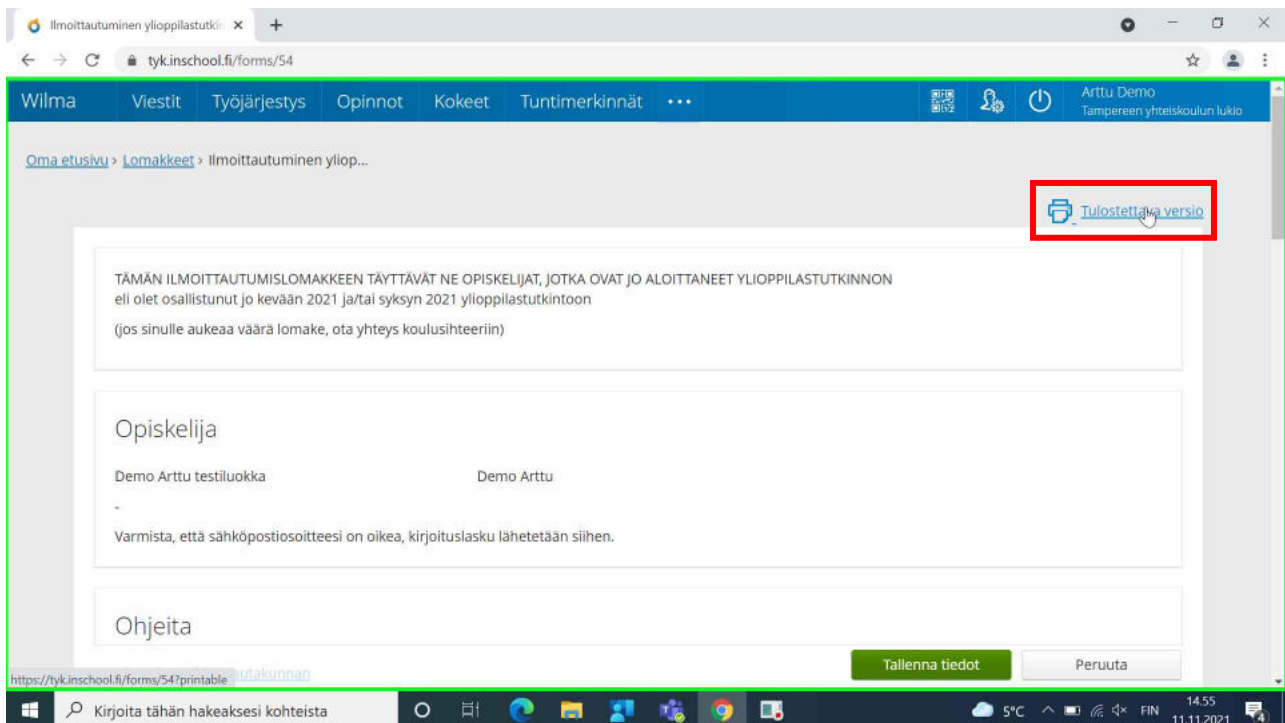 Ilmoittautuminen ylioppilastutkin
tyk.inschool.fi/forms/54
Wilma Viestit Työjärjestys Opinnot Kokeet Tuntimerkinnät ••• Arttu Demo
Tampereen yhteiskoulun lukio
Oma etusivu › Lomakkeet › Ilmoittautuminen yliop...
Tulostettava versio
TÄMÄN ILMOITTAUTUMISLOMAKKEEN TÄYTTÄVÄT NE OPISKELIJAT, JOTKA OVAT JO ALOITTANEET YLIOPPILASTUTKINNON
eli olet osallistunut jo kevään 2021 ja/tai syksyn 2021 ylioppilastutkintoon
(jos sinulle aukeaa väärä lomake, ota yhteys koulusihteeriin)
Opiskelija
Demo Arttu testiluokka Demo Arttu
-
Varmista, että sähköpostiosoitteesi on oikea, kirjoituslasku lähetetään siihen.
Ohjeita
Tallenna tiedot Peruuta
https://tyk.inschool.fi/forms/54?printable
Kirjoita tähän hakeaksesi kohteista 5°C FIN 14.55
11.11.2021 4